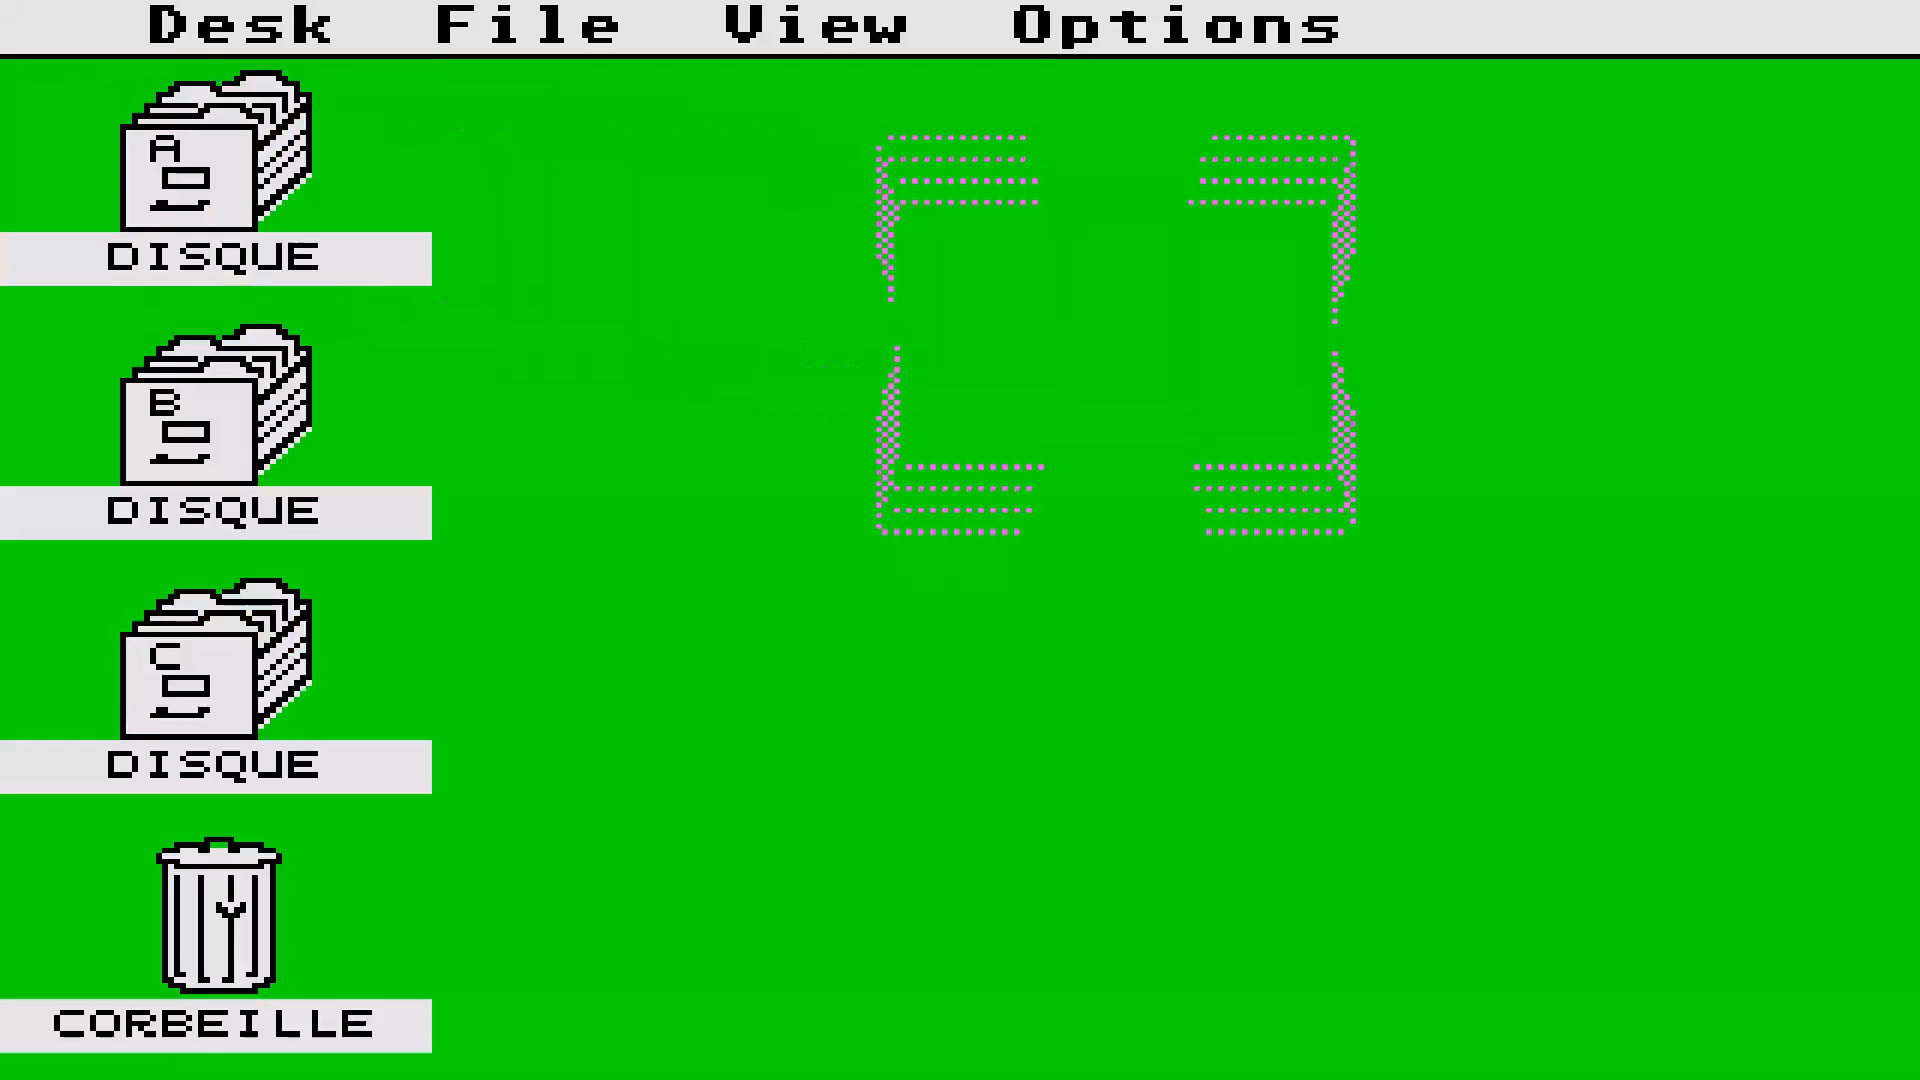 Desk File View Options
A
DISQUE
B
DISQUE
C
DISQUE
CORBEILLE